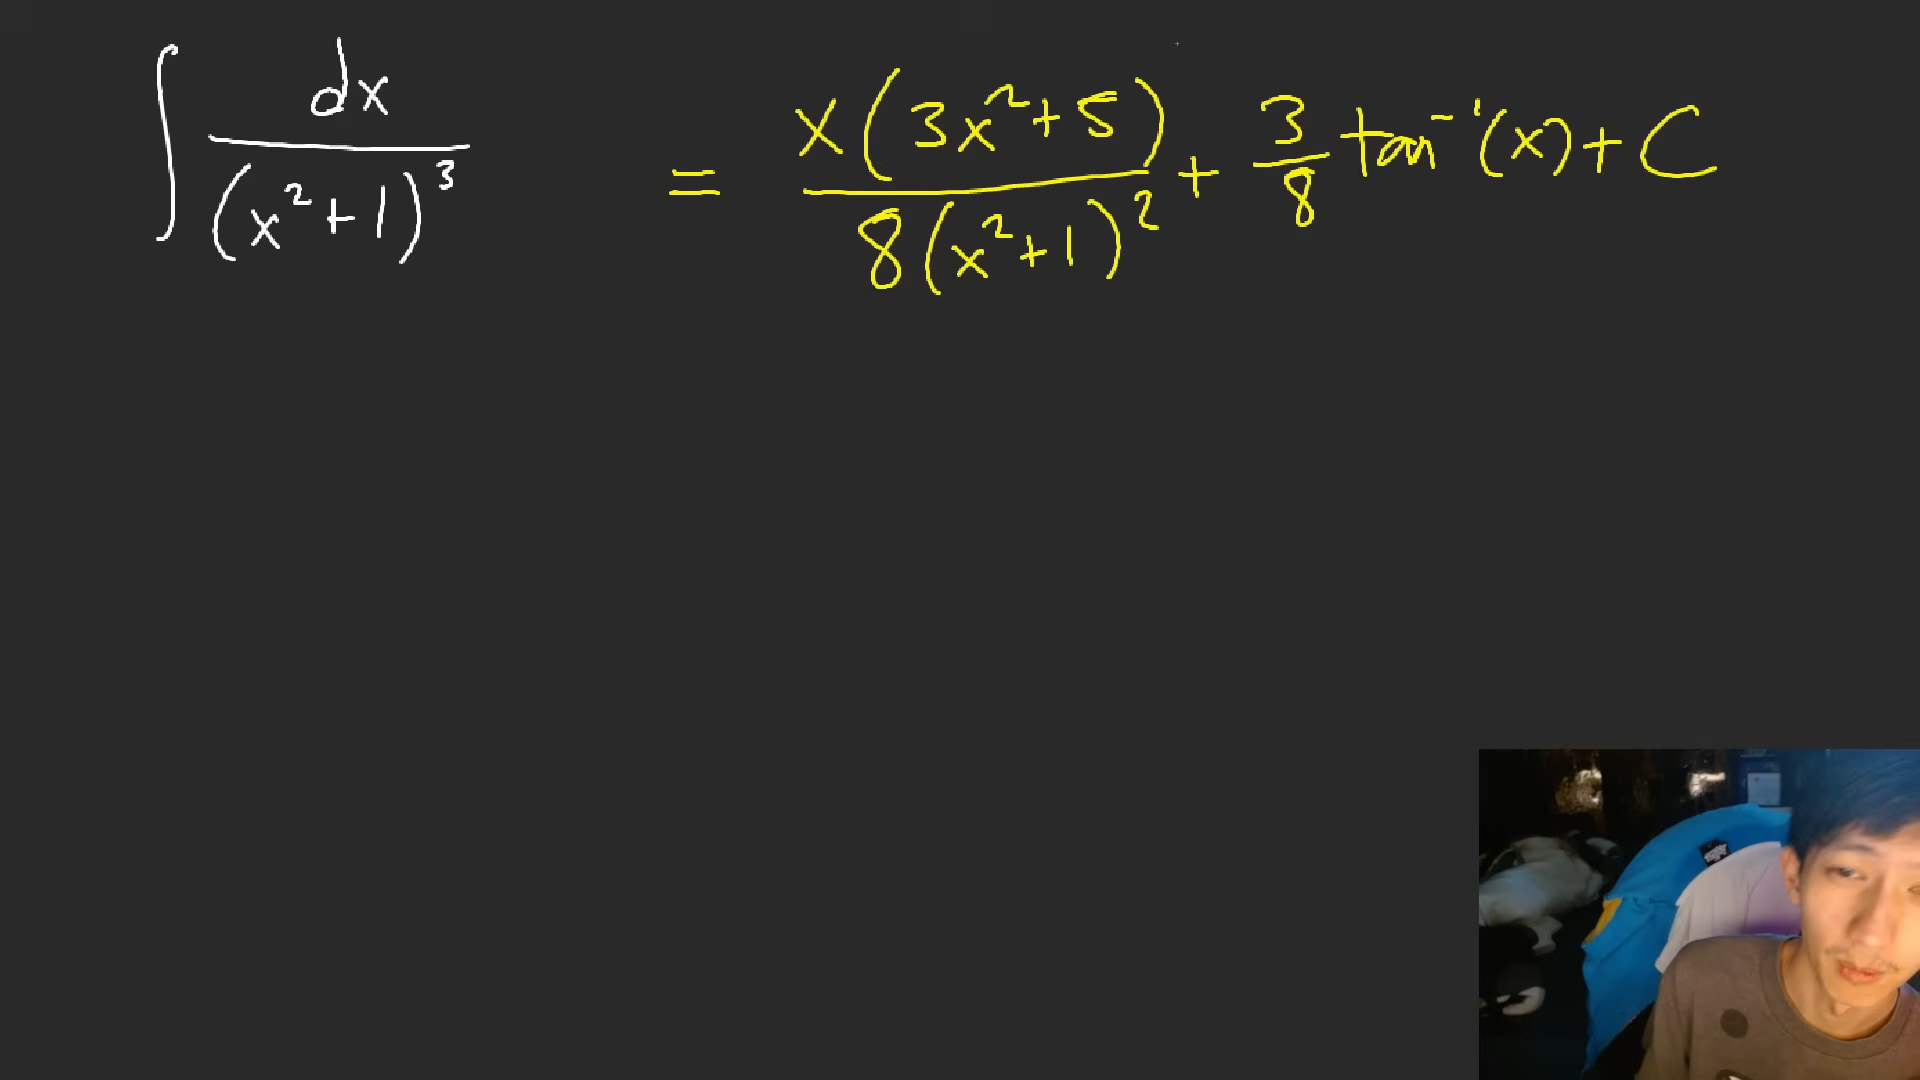 ∫ dx / (x² + 1)³ = x(3x² + 5) / 8(x² + 1)² + 3/8 tan⁻¹(x) + C